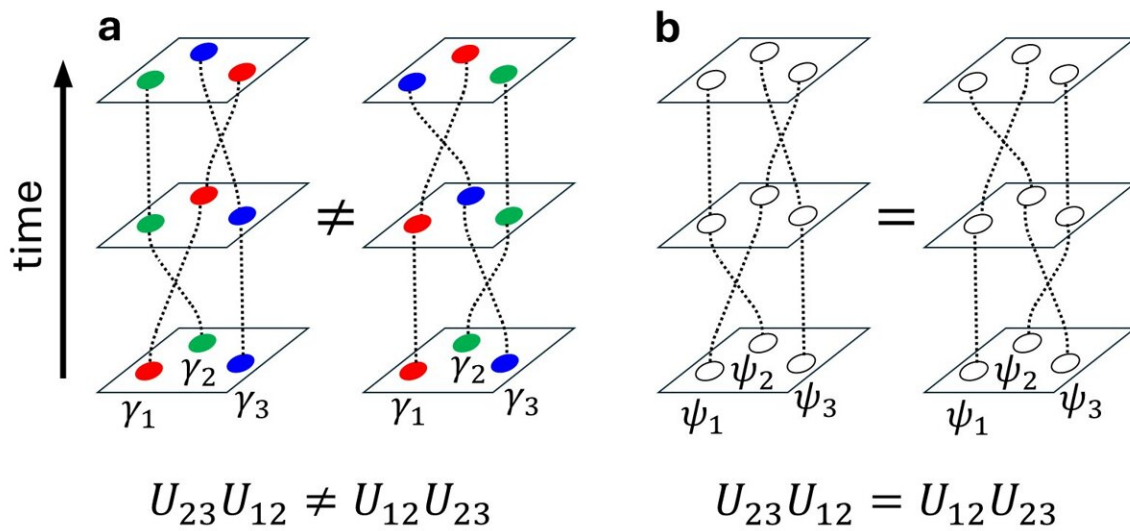 a
b
time
≠
=
γ₂
γ₂
ψ₂
ψ₂
γ₁
γ₃
γ₁
γ₃
ψ₁
ψ₃
ψ₁
ψ₃
U₂₃U₁₂ ≠ U₁₂U₂₃
U₂₃U₁₂ = U₁₂U₂₃